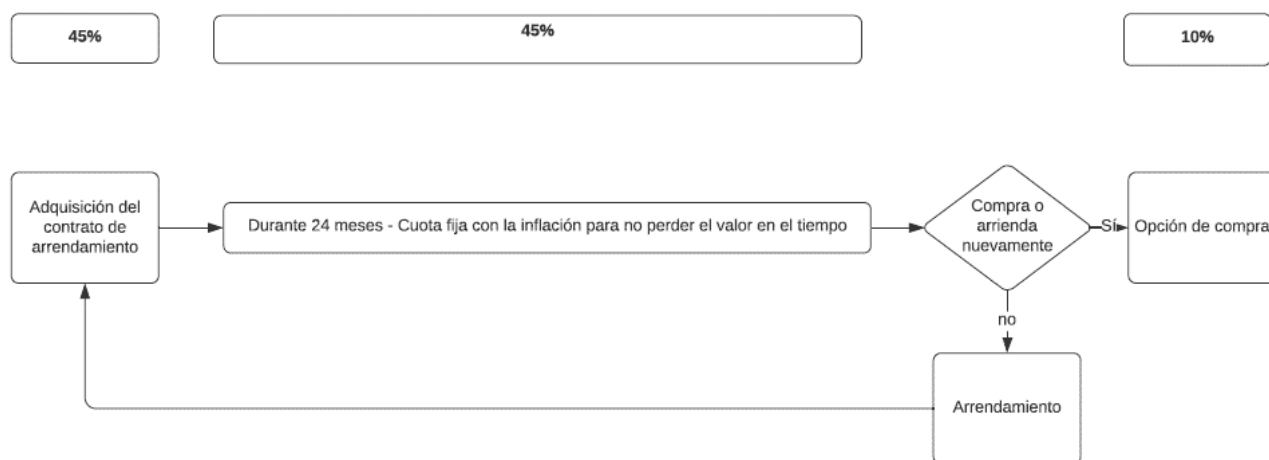 45%
45%
10%
Adquisición del
contrato de
arrendamiento
Durante 24 meses - Cuota fija con la inflación para no perder el valor en el tiempo
Compra o
arrienda
nuevamente
Sí
Opción de compra
no
Arrendamiento